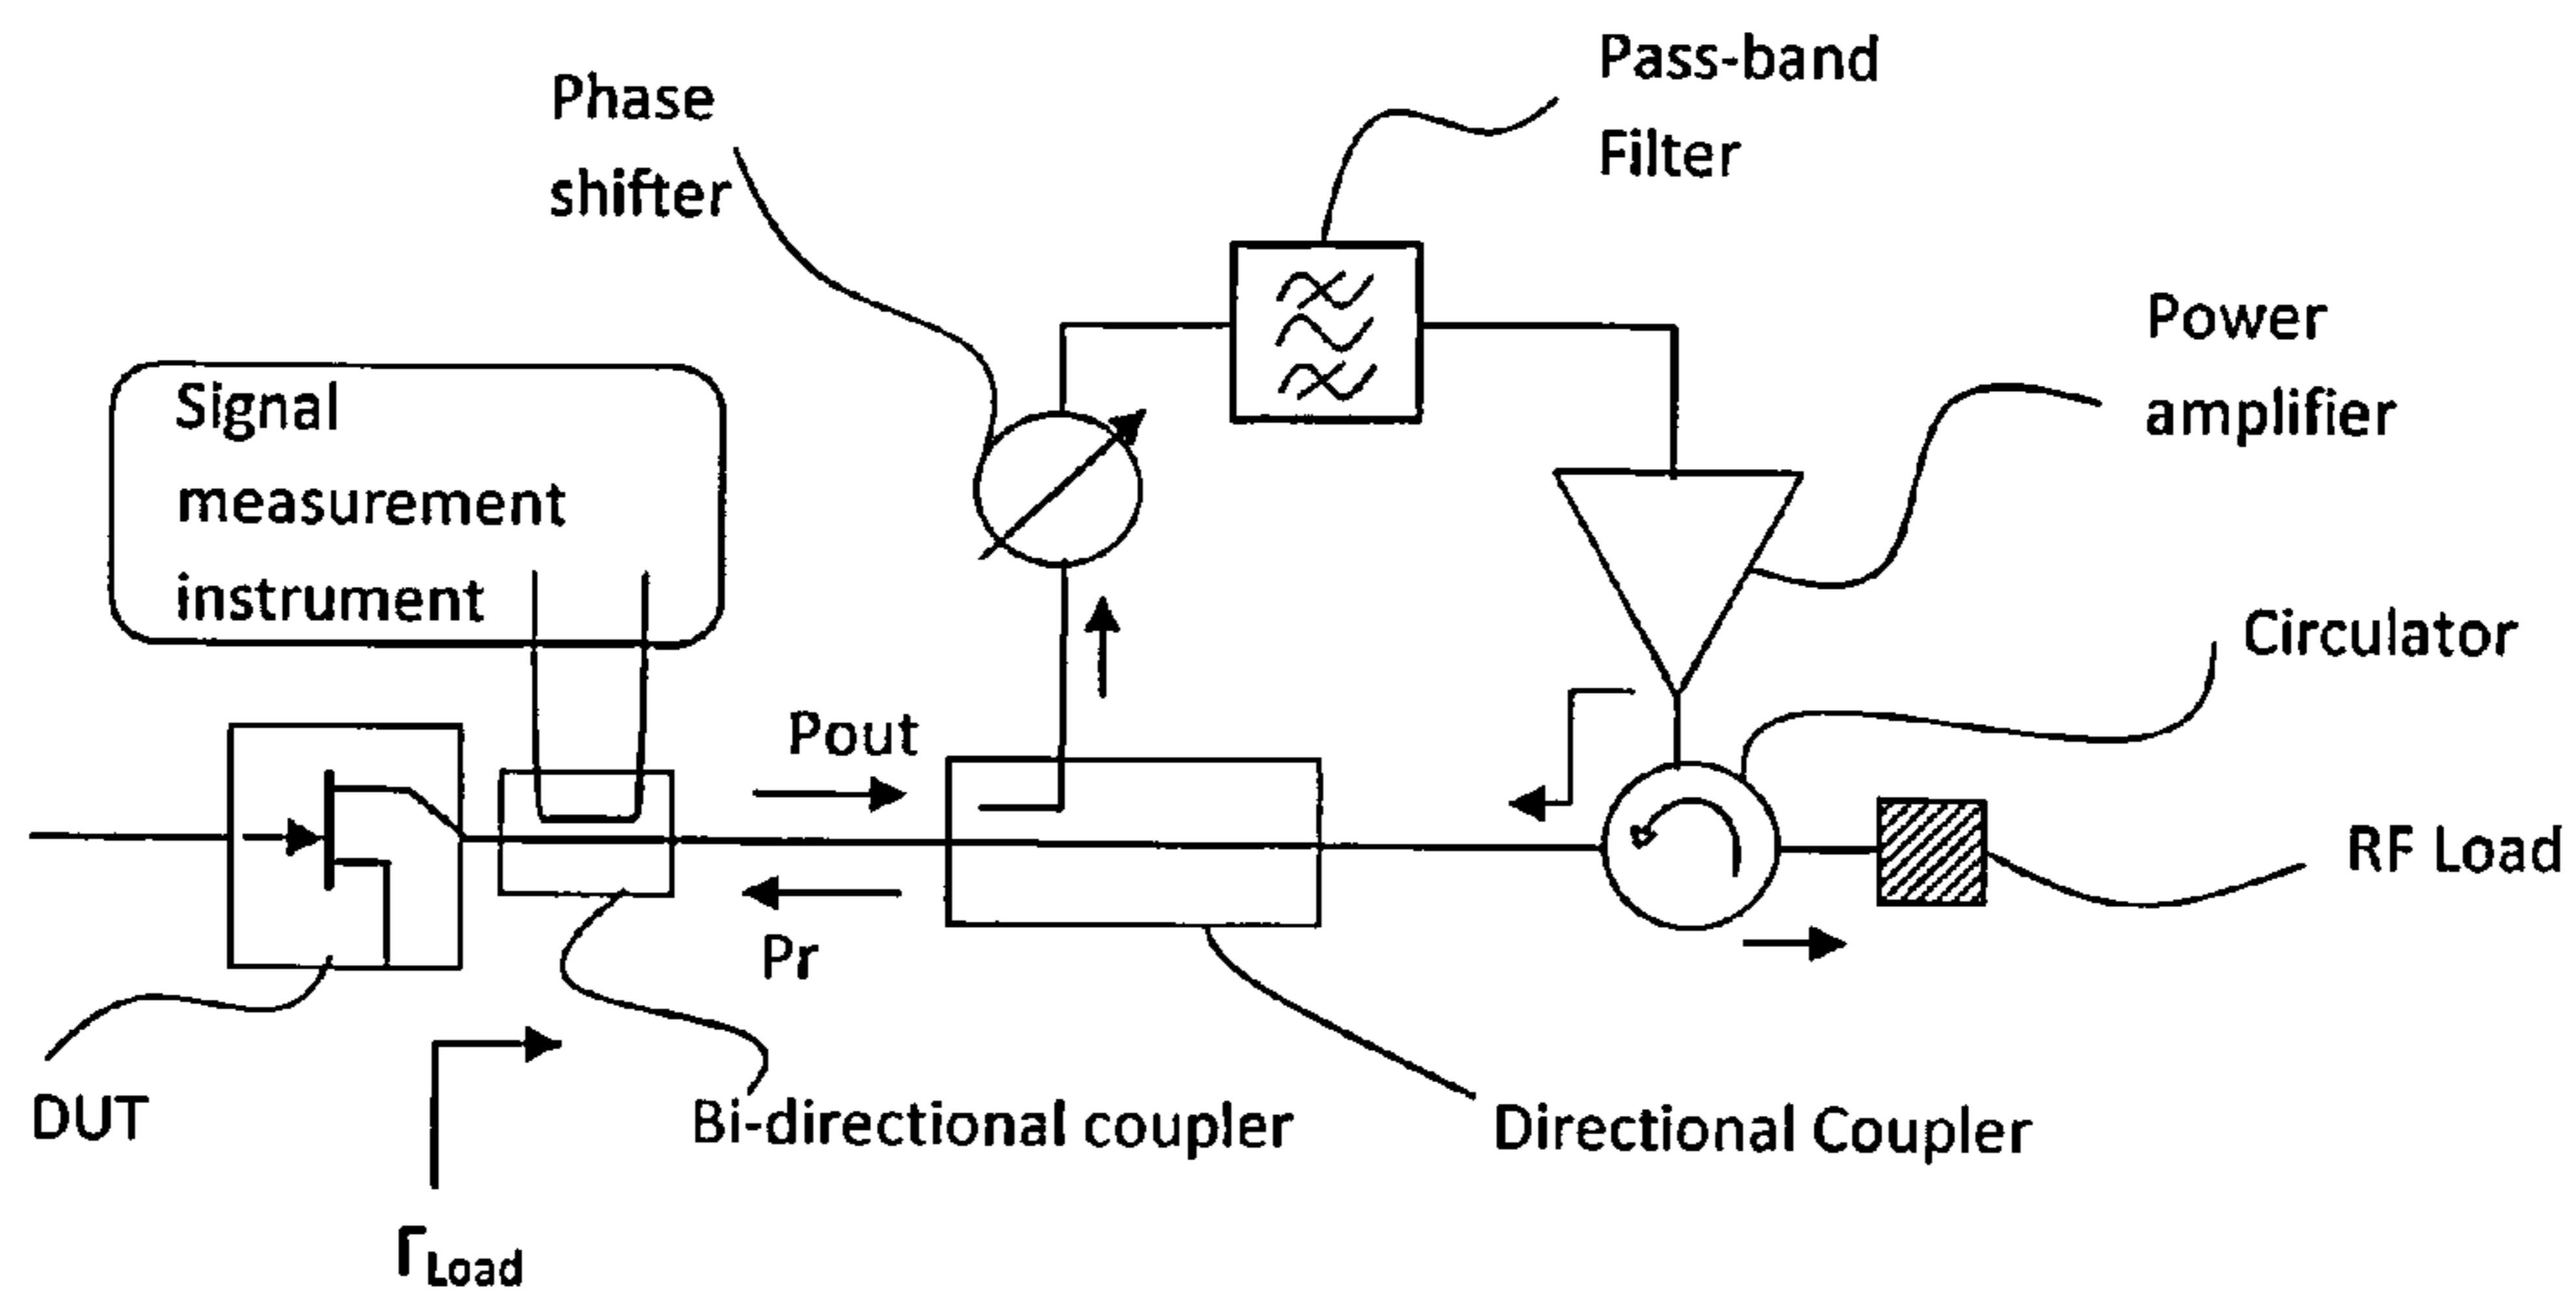 Phase
shifter
Pass-band
Filter
Power
amplifier
Signal
measurement
instrument
Circulator
Pout
RF Load
Pr
DUT
Bi-directional coupler
Directional Coupler
ΓLoad